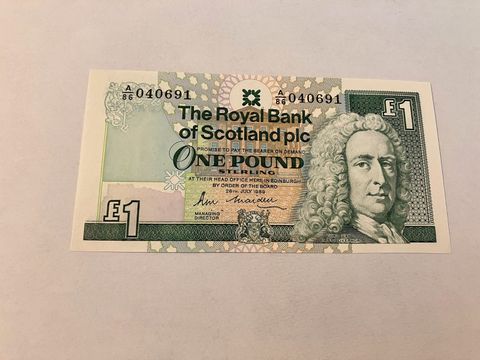 A/86 040691
A/86 040691
£1
The Royal Bank
of Scotland plc
PROMISE TO PAY THE BEARER ON DEMAND
ONE POUND
STERLING
AT THEIR HEAD OFFICE HERE IN EDINBURGH
BY ORDER OF THE BOARD
26TH JULY 1989
£1
MANAGING
DIRECTOR